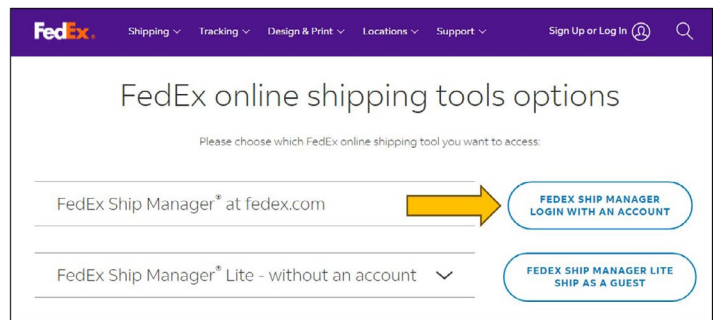 FedEx. Shipping Tracking Design & Print Locations Support Sign Up or Log In
FedEx online shipping tools options
Please choose which FedEx online shipping tool you want to access:
FedEx Ship Manager® at fedex.com
FEDEX SHIP MANAGER
LOGIN WITH AN ACCOUNT
FedEx Ship Manager® Lite - without an account
FEDEX SHIP MANAGER LITE
SHIP AS A GUEST